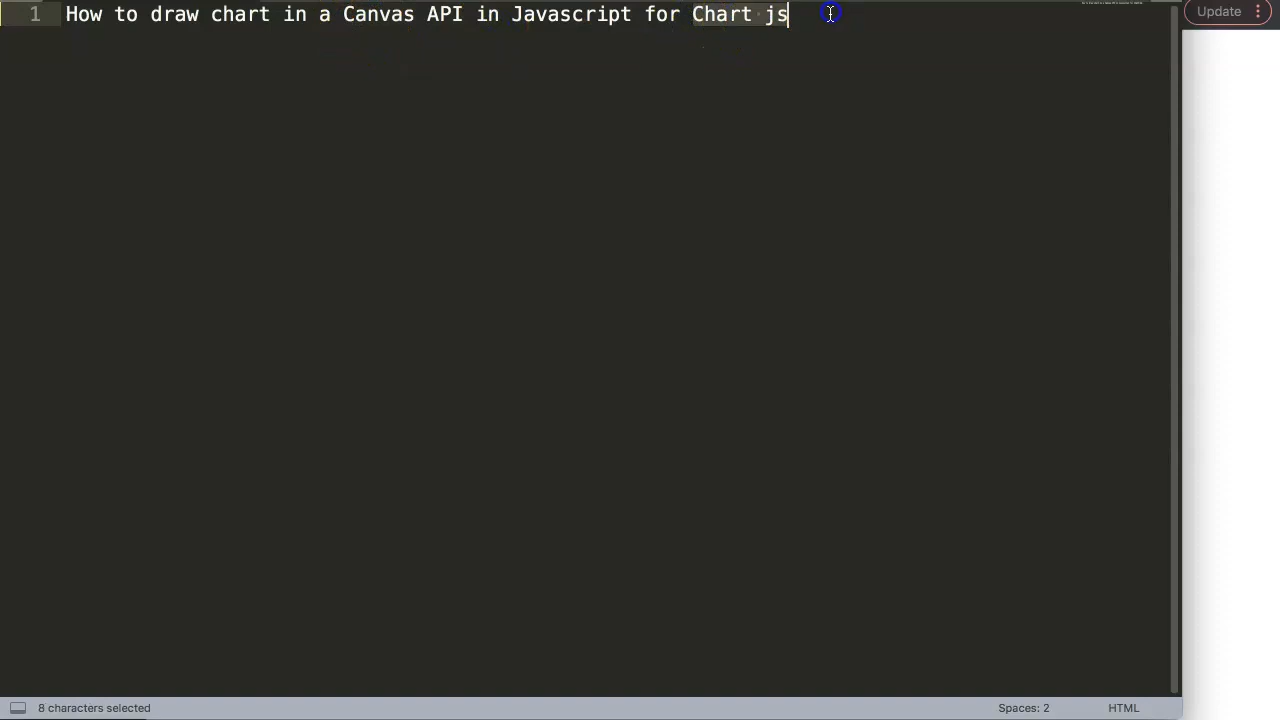 1 How to draw chart in a Canvas API in Javascript for Chart js
Update
8 characters selected
Spaces: 2
HTML